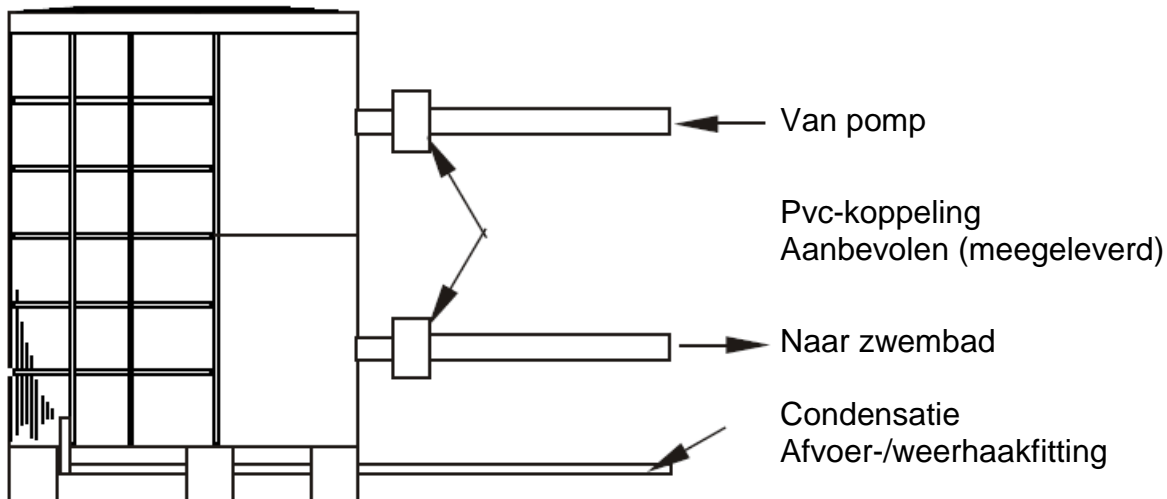 Van pomp
Pvc-koppeling
Aanbevolen (meegeleverd)
Naar zwembad
Condensatie
Afvoer-/weerhaakfitting